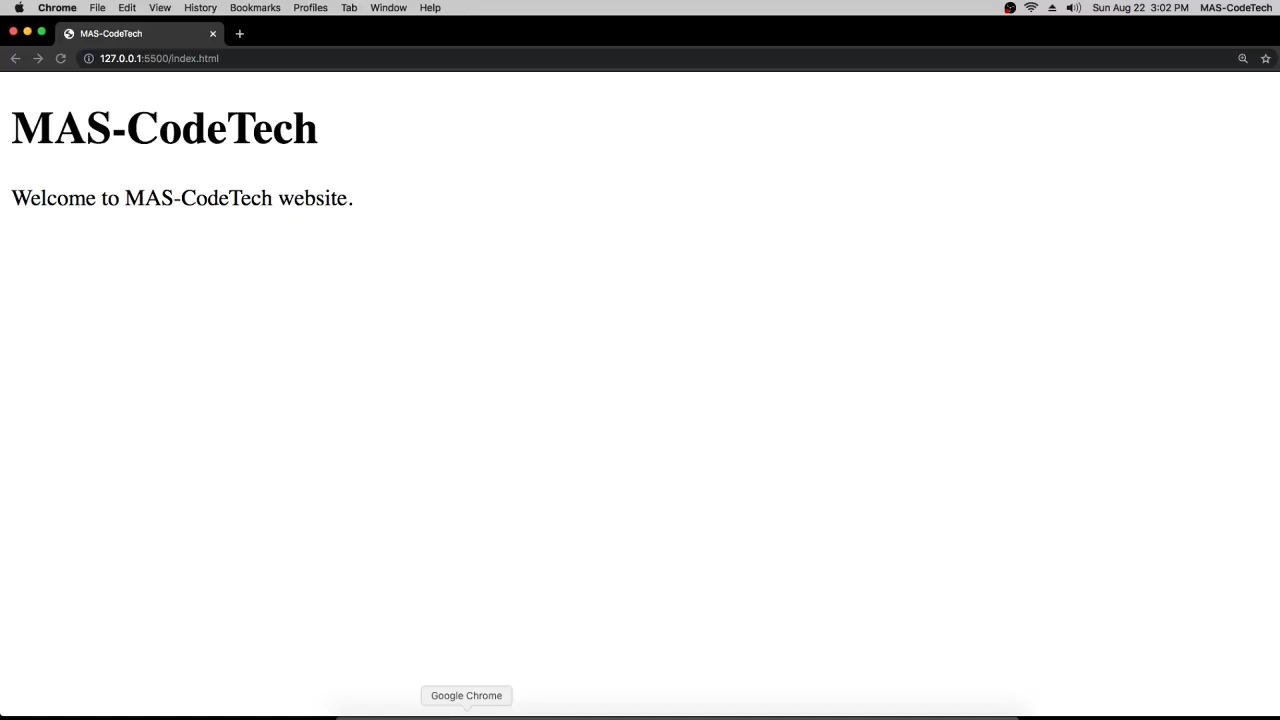 Chrome File Edit View History Bookmarks Profiles Tab Window Help Sun Aug 22 3:02 PM MAS-CodeTech
MAS-CodeTech
127.0.0.1:5500/index.html
MAS-CodeTech
Welcome to MAS-CodeTech website.
Google Chrome